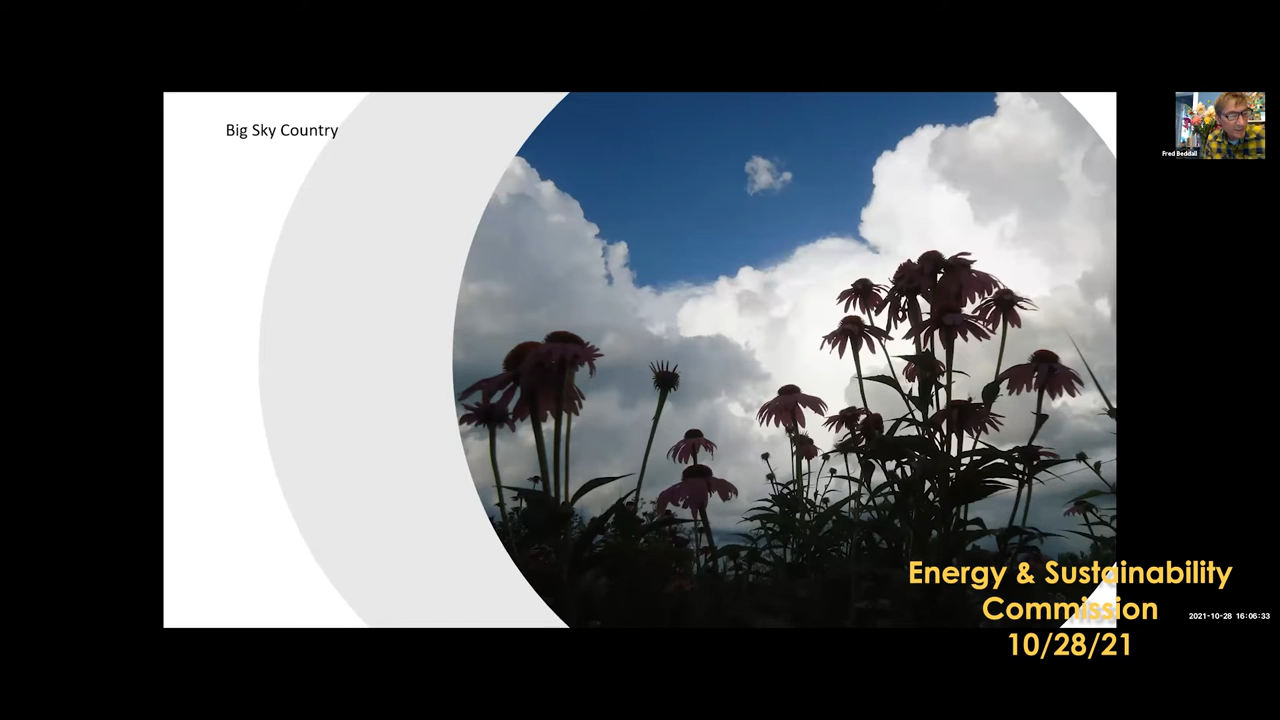 Big Sky Country
Fred Beddall
Energy & Sustainability
Commission
2021-10-28 16:06:33
10/28/21